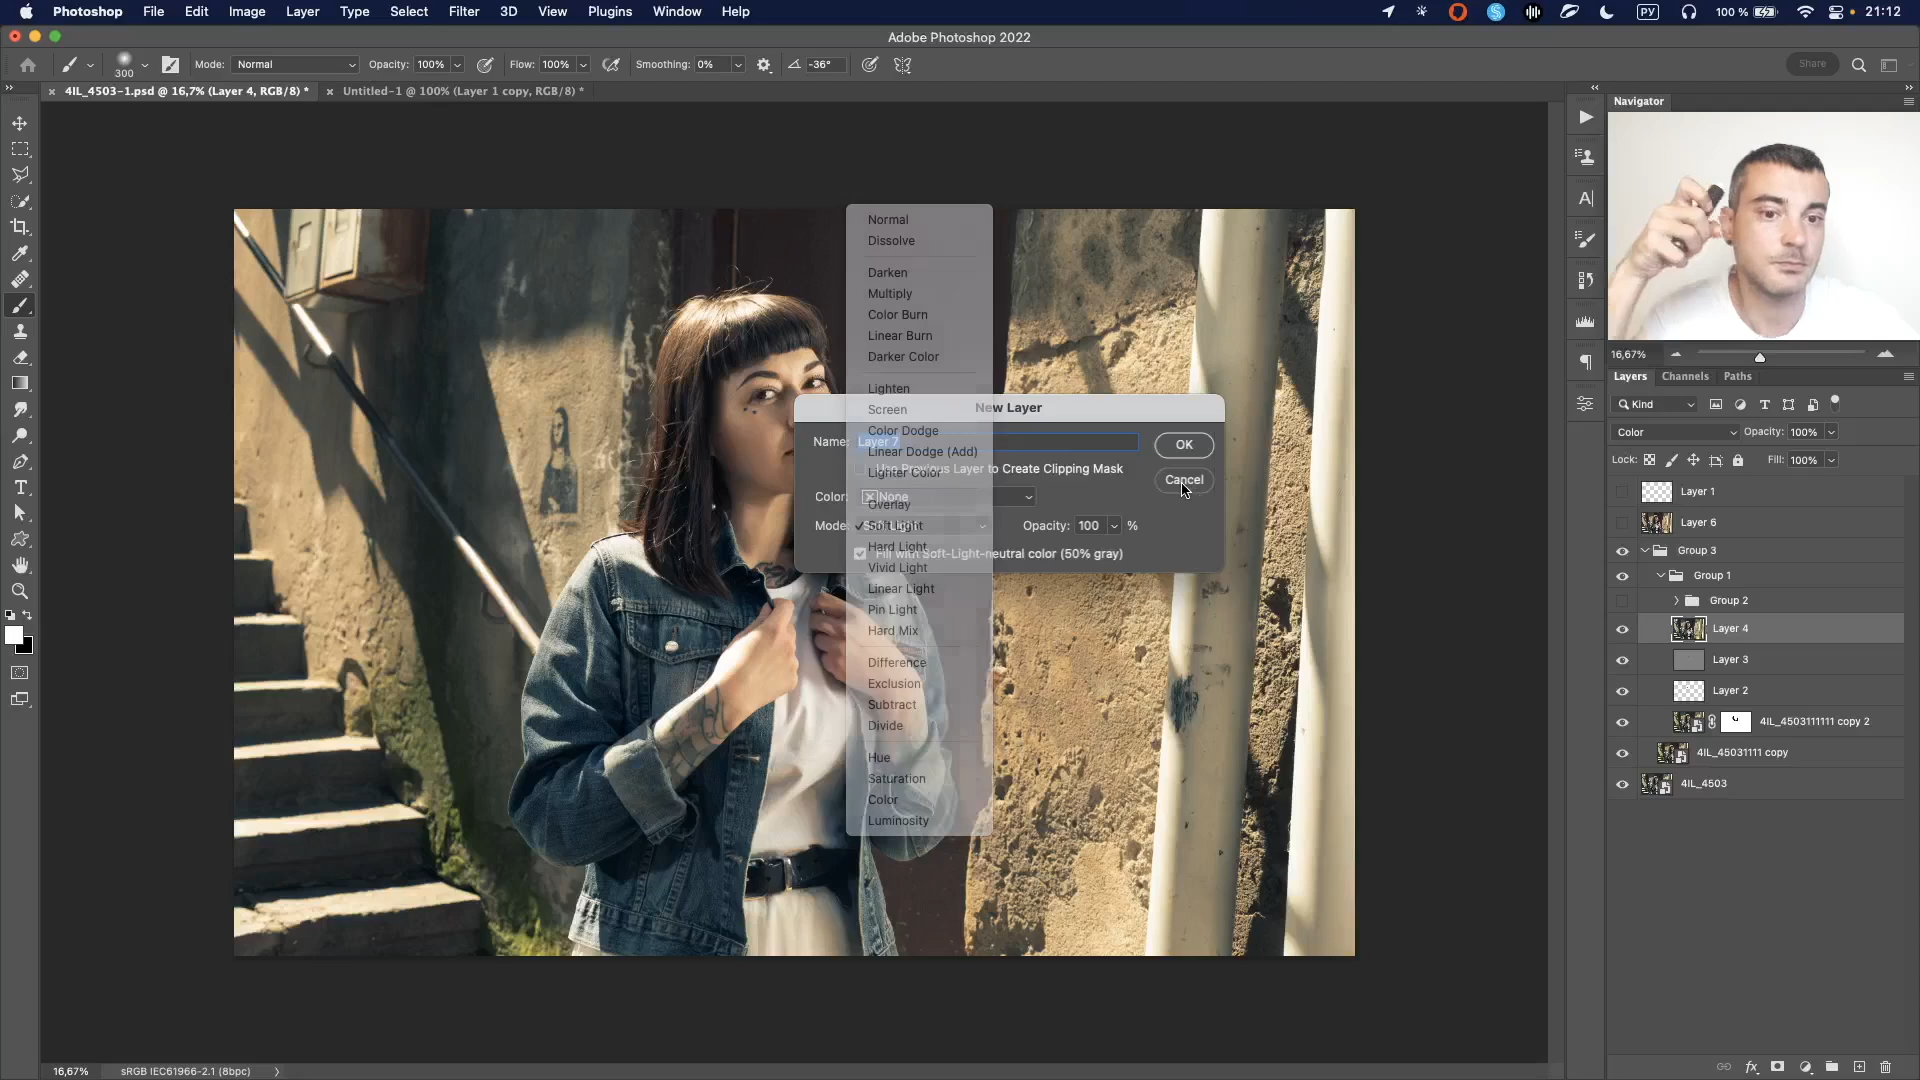 Photoshop File Edit Image Layer Type Select Filter 3D View Plugins Window Help РУ 100 % 21:12
Adobe Photoshop 2022
300 Mode: Normal Opacity: 100% Flow: 100% Smoothing: 0% -36° Share
4IL_4503-1.psd @ 16,7% (Layer 4, RGB/8) * Untitled-1 @ 100% (Layer 1 copy, RGB/8) *
Navigator
16,67%
Layers Channels Paths
Kind
Color Opacity: 100%
Lock: Fill: 100%
Layer 1
Layer 6
Group 3
Group 1
Group 2
Layer 4
Layer 3
Layer 2
4IL_4503111111 copy 2
4IL_45031111 copy
4IL_4503
Normal
Dissolve
Darken
Multiply
Color Burn
Linear Burn
Darker Color
Lighten
Screen
Color Dodge
Linear Dodge (Add)
Lighter Color
Overlay
Soft Light
Hard Light
Vivid Light
Linear Light
Pin Light
Hard Mix
Difference
Exclusion
Subtract
Divide
Hue
Saturation
Color
Luminosity
New Layer
Name: Layer 7 OK
Use Previous Layer to Create Clipping Mask
Cancel
Color: None
Mode: Soft Light Opacity: 100 %
Fill with Soft-Light-neutral color (50% gray)
16,67% sRGB IEC61966-2.1 (8bpc)